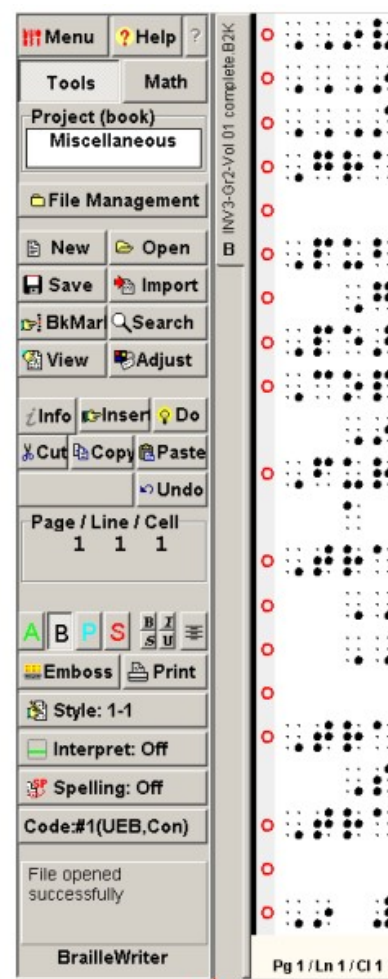 Menu ? Help ?
Tools Math
Project (book)
Miscellaneous
File Management
New Open
Save Import
BkMarl Search
View Adjust
i Info Insert Do
Cut Copy Paste
Undo
Page / Line / Cell
1 1 1
A B P S B I S U
Emboss Print
Style: 1-1
Interpret: Off
SP Spelling: Off
Code:#1(UEB,Con)
File opened
successfully
BrailleWriter
B INV3-Gr2-Vol 01 complete.B2K
Pg 1 / Ln 1 / Cl 1